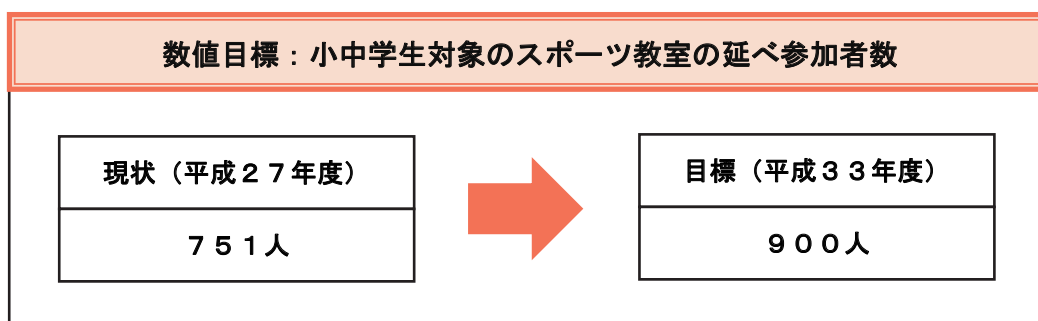 数値目標：小中学生対象のスポーツ教室の延べ参加者数
現状（平成２７年度）
７５１人
目標（平成３３年度）
９００人